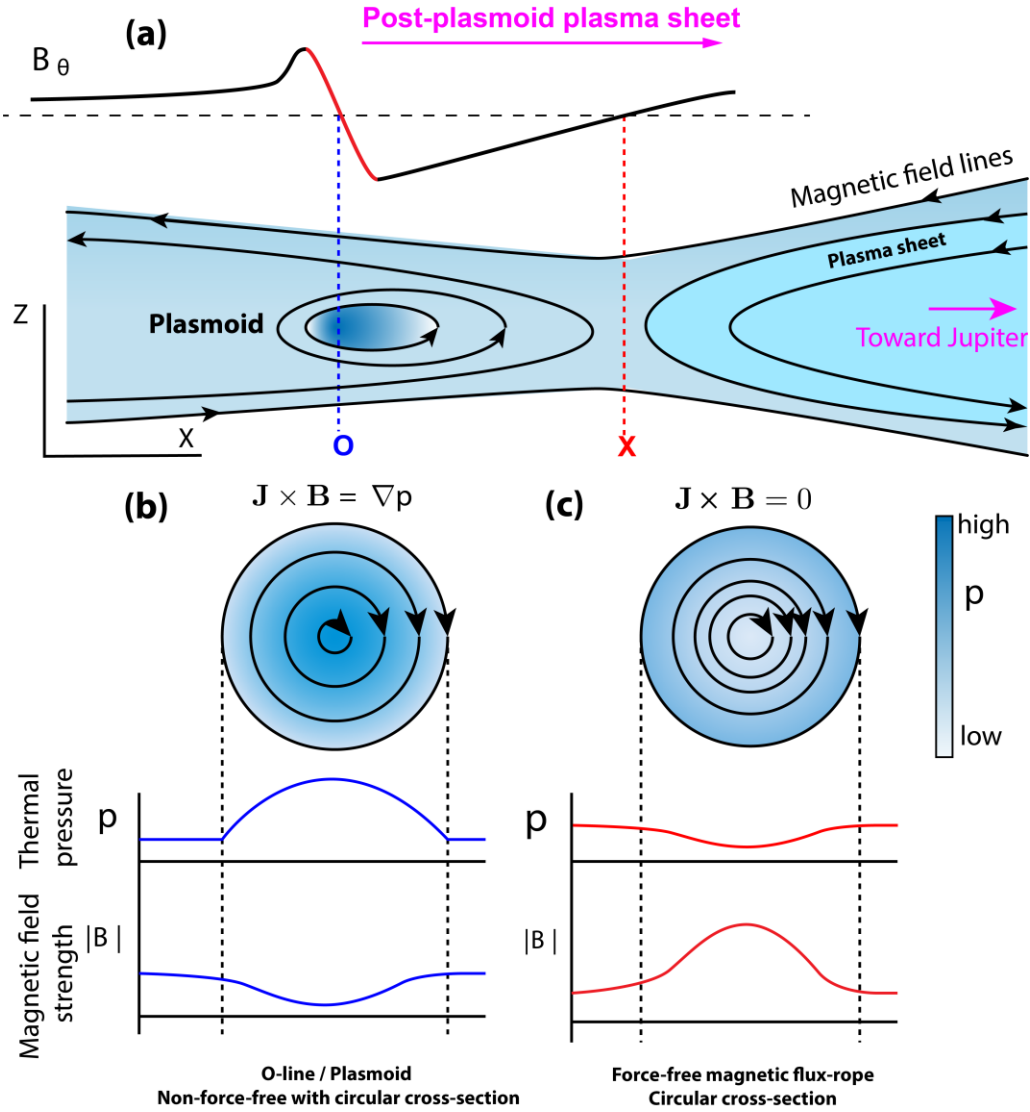 Post-plasmoid plasma sheet
(a)
B θ
Magnetic field lines
Plasma sheet
Z
Plasmoid
Toward Jupiter
X
O
X
(b)
J × B = ∇p
(c)
J × B = 0
high
p
low
Thermal
pressure
p
p
Magnetic field
strength
|B |
|B |
O-line / Plasmoid
Non-force-free with circular cross-section
Force-free magnetic flux-rope
Circular cross-section